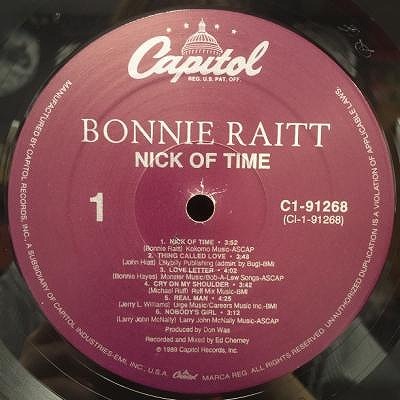 Capitol
REG. U.S. PAT. OFF.
BONNIE RAITT
NICK OF TIME
1
C1-91268
(Cl-1-91268)
1. NICK OF TIME • 3:52
(Bonnie Raitt) Kokomo Music-ASCAP
2. THING CALLED LOVE • 3:48
(John Hiatt) Lillybilly Publishing (admin. by Bug)-BMI
3. LOVE LETTER • 4:02
(Bonnie Hayes) Monster Music/Bob-A-Lew Songs-ASCAP
4. CRY ON MY SHOULDER • 3:42
(Michael Ruff) Ruff Mix Music-BMI
5. REAL MAN • 4:25
(Jerry L. Williams) Urge Music/Careers Music Inc.-BMI
6. NOBODY'S GIRL • 3:12
(Larry John McNally) Larry John McNally Music-ASCAP
Produced by Don Was
Recorded and Mixed by Ed Cherney
℗ 1989 Capitol Records, Inc.
Capitol
MANUFACTURED BY CAPITOL RECORDS, INC., A SUBSIDIARY OF CAPITOL INDUSTRIES-EMI, INC., U.S.A. MARCA REG. ALL RIGHTS RESERVED. UNAUTHORIZED DUPLICATION IS A VIOLATION OF APPLICABLE LAWS.